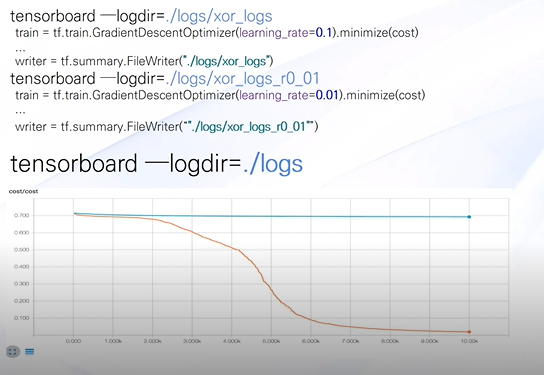 tensorboard —logdir=./logs/xor_logs
train = tf.train.GradientDescentOptimizer(learning_rate=0.1).minimize(cost)
...
writer = tf.summary.FileWriter("./logs/xor_logs")
tensorboard —logdir=./logs/xor_logs_r0_01
train = tf.train.GradientDescentOptimizer(learning_rate=0.01).minimize(cost)
...
writer = tf.summary.FileWriter(""./logs/xor_logs_r0_01"")
tensorboard —logdir=./logs
cost/cost
0.700
0.600
0.500
0.400
0.300
0.200
0.100
0.000 1.000k 2.000k 3.000k 4.000k 5.000k 6.000k 7.000k 8.000k 9.000k 10.00k